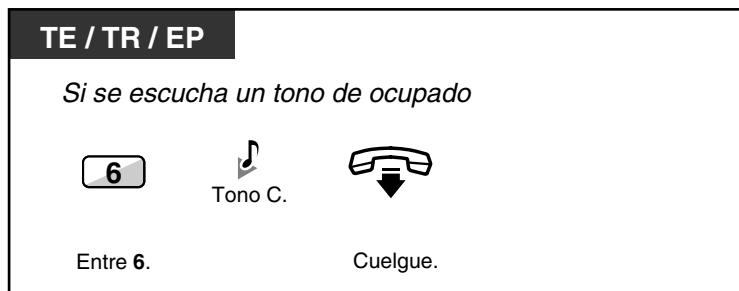 TE / TR / EP
Si se escucha un tono de ocupado
6
Tono C.
Entre 6.
Cuelgue.